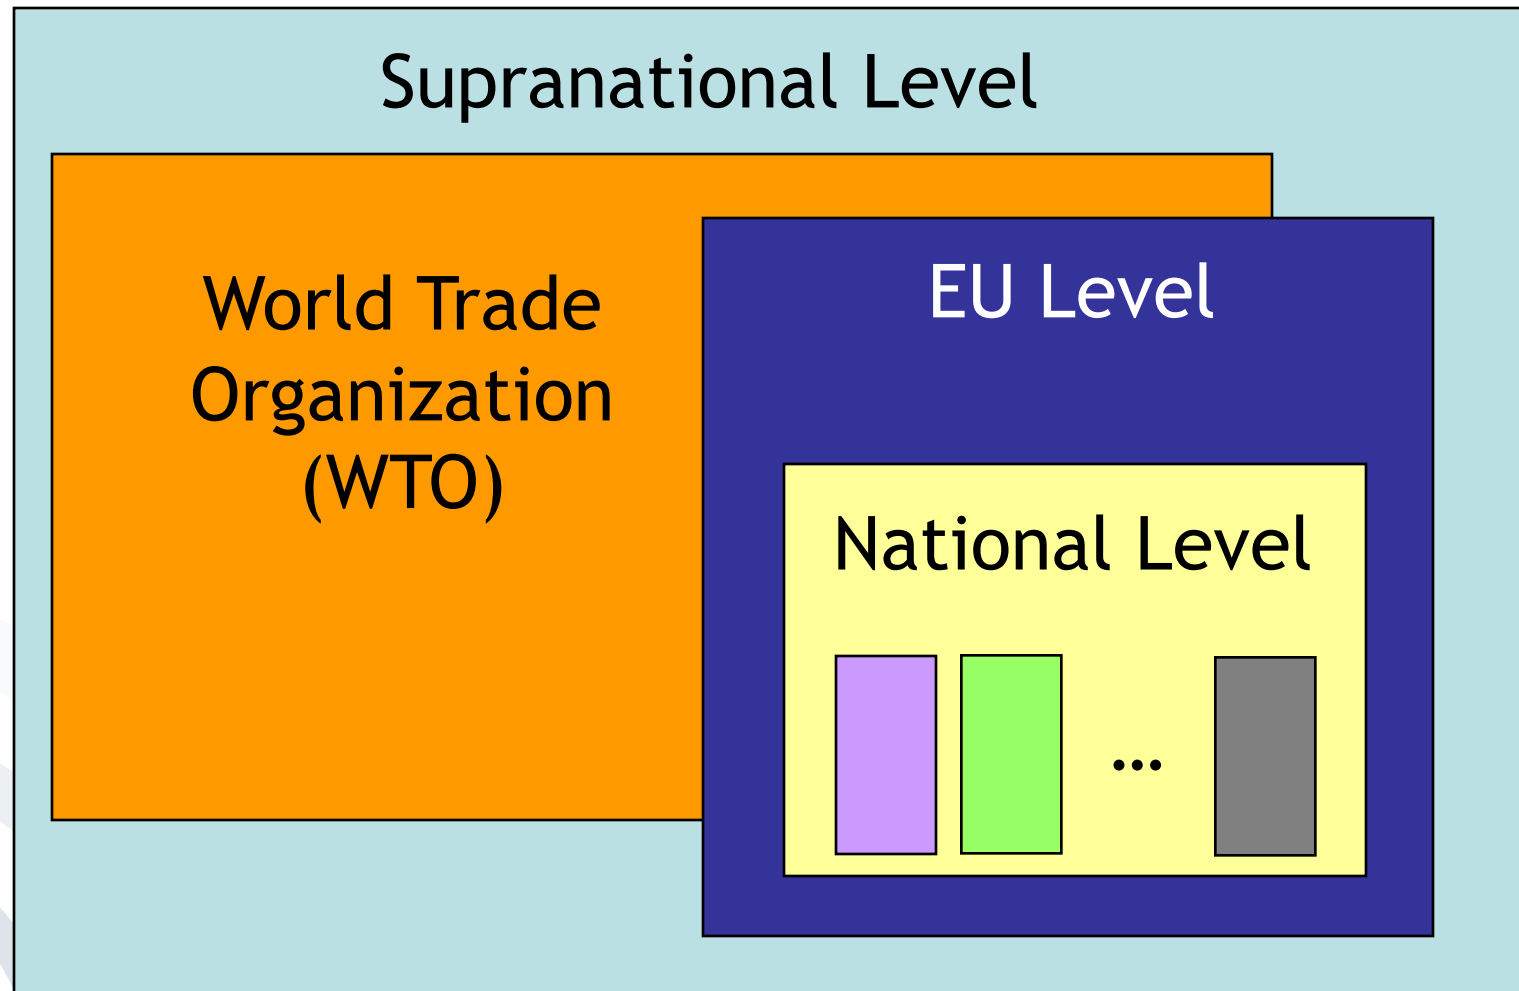 Supranational Level
World Trade
Organization
(WTO)
EU Level
National Level
…